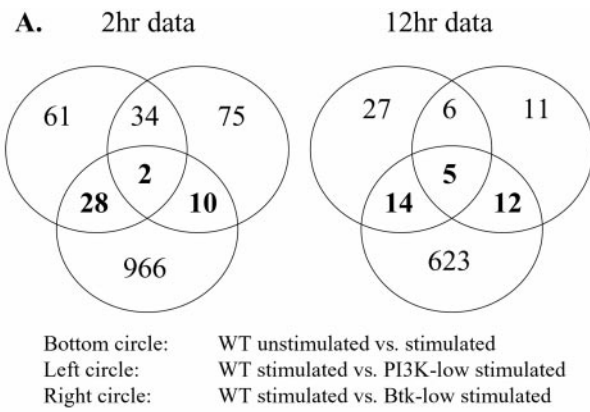 A. 2hr data 12hr data
61 34 75 27 6 11
2 5
28 10 14 12
966 623
Bottom circle: WT unstimulated vs. stimulated
Left circle: WT stimulated vs. PI3K-low stimulated
Right circle: WT stimulated vs. Btk-low stimulated